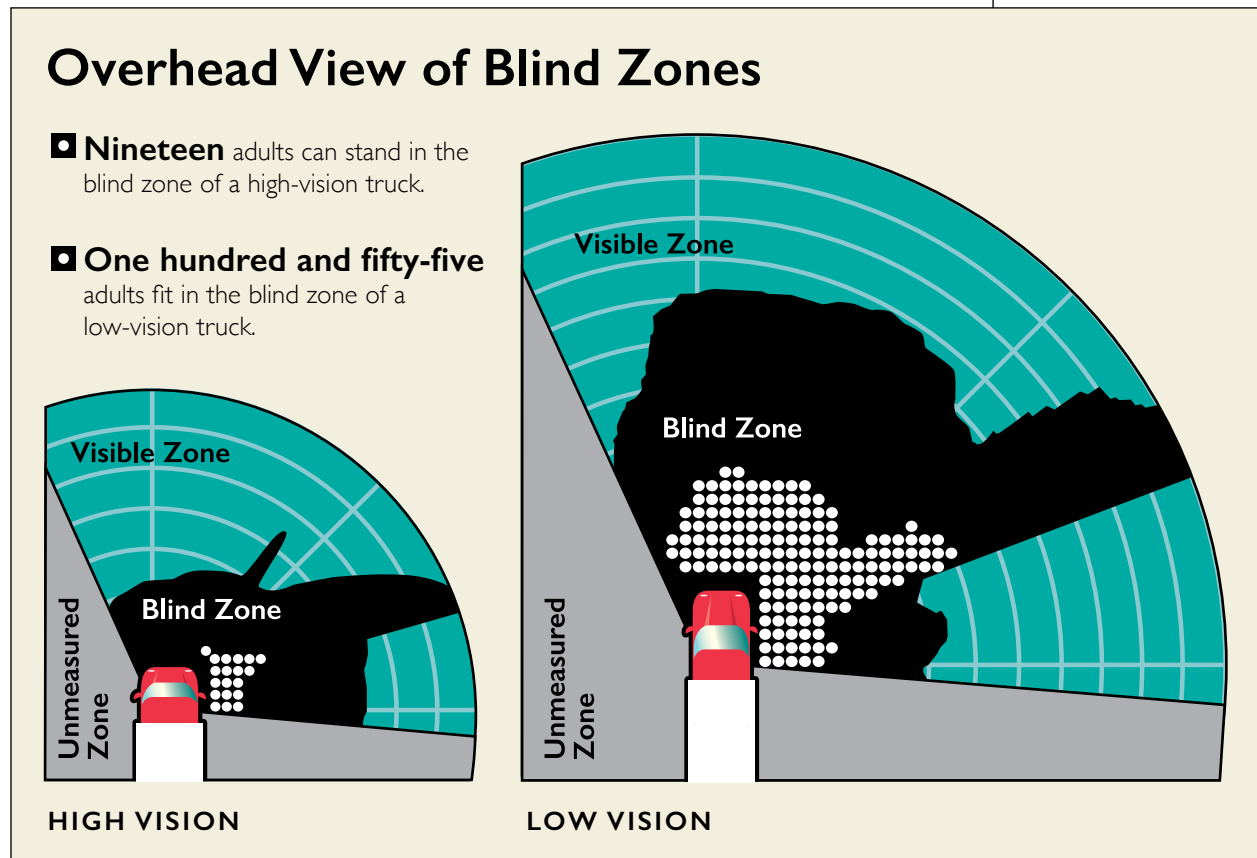 Overhead View of Blind Zones
Nineteen adults can stand in the
blind zone of a high-vision truck.
One hundred and fifty-five
adults fit in the blind zone of a
low-vision truck.
Visible Zone
Blind Zone
Unmeasured
Zone
HIGH VISION
Visible Zone
Blind Zone
Unmeasured
Zone
LOW VISION